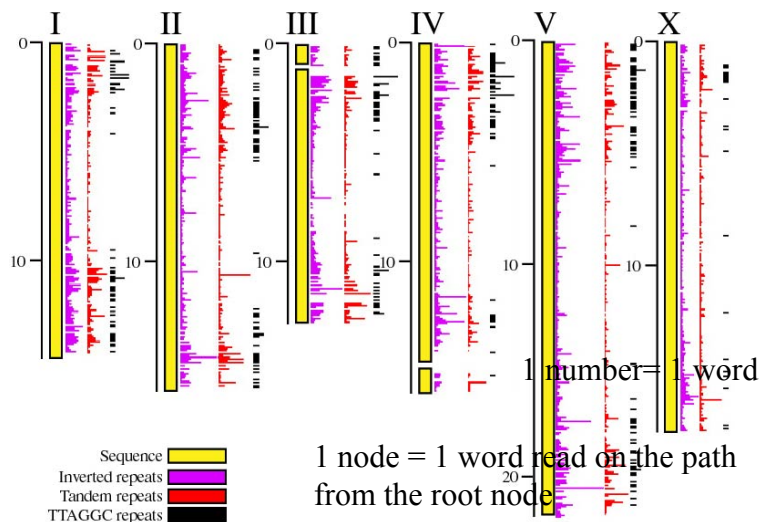 I II III IV V X
0 0 0 0 0 0
10 10 10 10 10 10
1 number= 1 word
20
Sequence
Inverted repeats
Tandem repeats
TTAGGC repeats
1 node = 1 word read on the path
from the root node